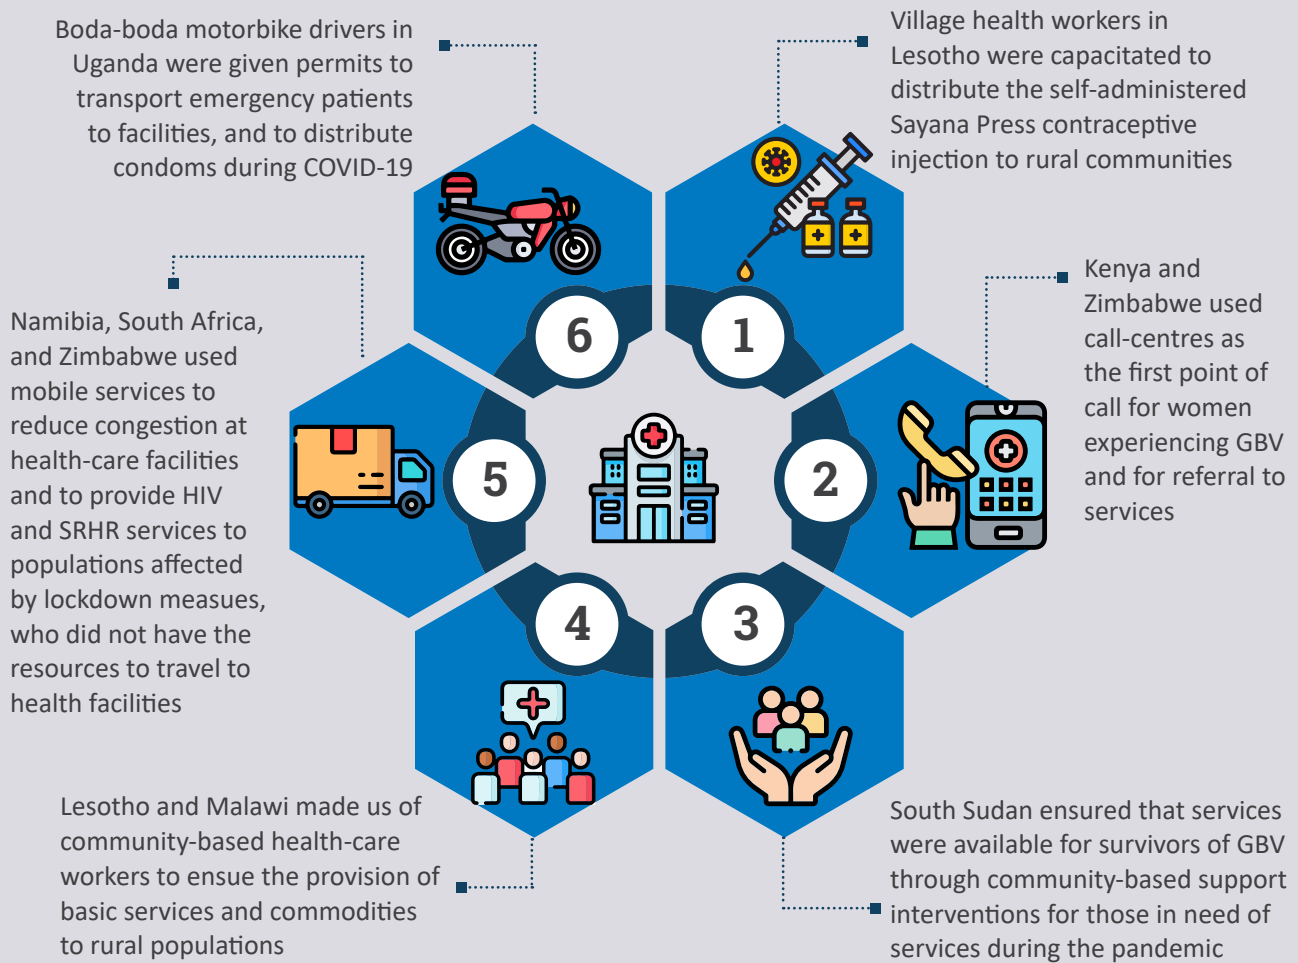 Boda-boda motorbike drivers in
Uganda were given permits to
transport emergency patients
to facilities, and to distribute
condoms during COVID-19
Village health workers in
Lesotho were capacitated to
distribute the self-administered
Sayana Press contraceptive
injection to rural communities
Kenya and
Zimbabwe used
call-centres as
the first point of
call for women
experiencing GBV
and for referral to
services
Namibia, South Africa,
and Zimbabwe used
mobile services to
reduce congestion at
health-care facilities
and to provide HIV
and SRHR services to
populations affected
by lockdown measues,
who did not have the
resources to travel to
health facilities
6
1
5
2
4
3
Lesotho and Malawi made us of
community-based health-care
workers to ensue the provision of
basic services and commodities
to rural populations
South Sudan ensured that services
were available for survivors of GBV
through community-based support
interventions for those in need of
services during the pandemic